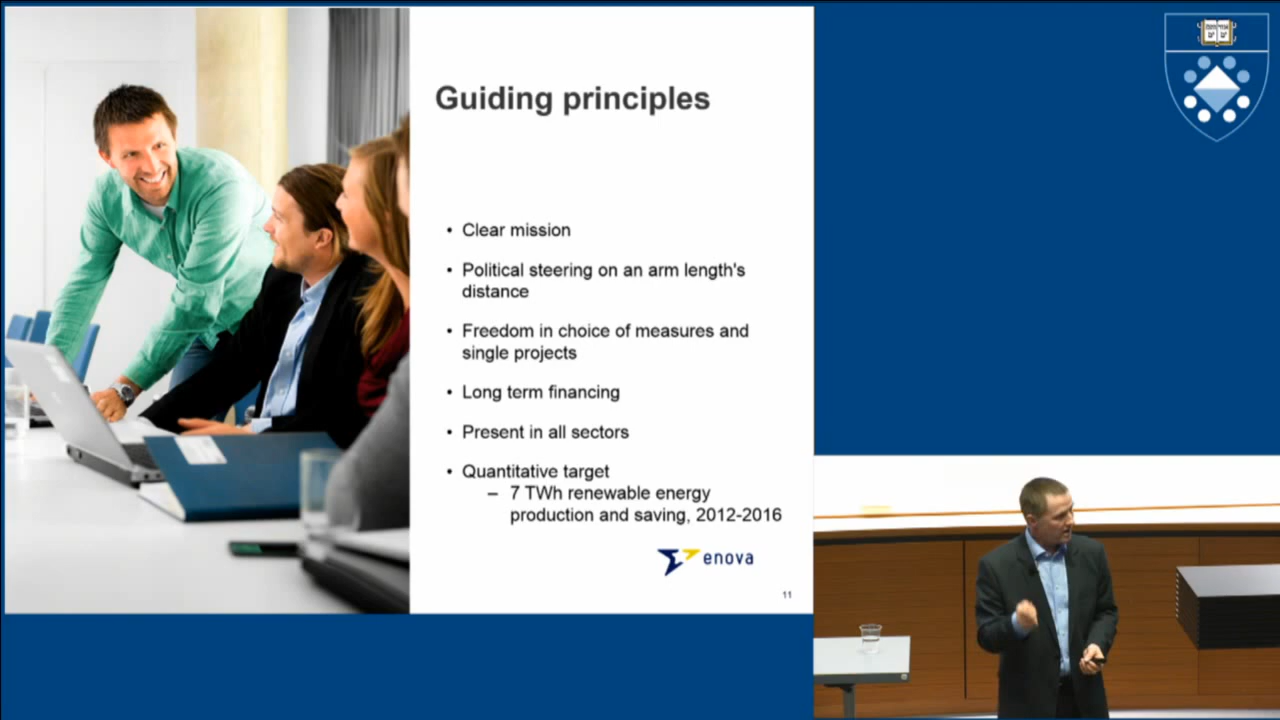 Guiding principles
• Clear mission
• Political steering on an arm length's
distance
• Freedom in choice of measures and
single projects
• Long term financing
• Present in all sectors
• Quantitative target
– 7 TWh renewable energy
production and saving, 2012-2016
enova
11